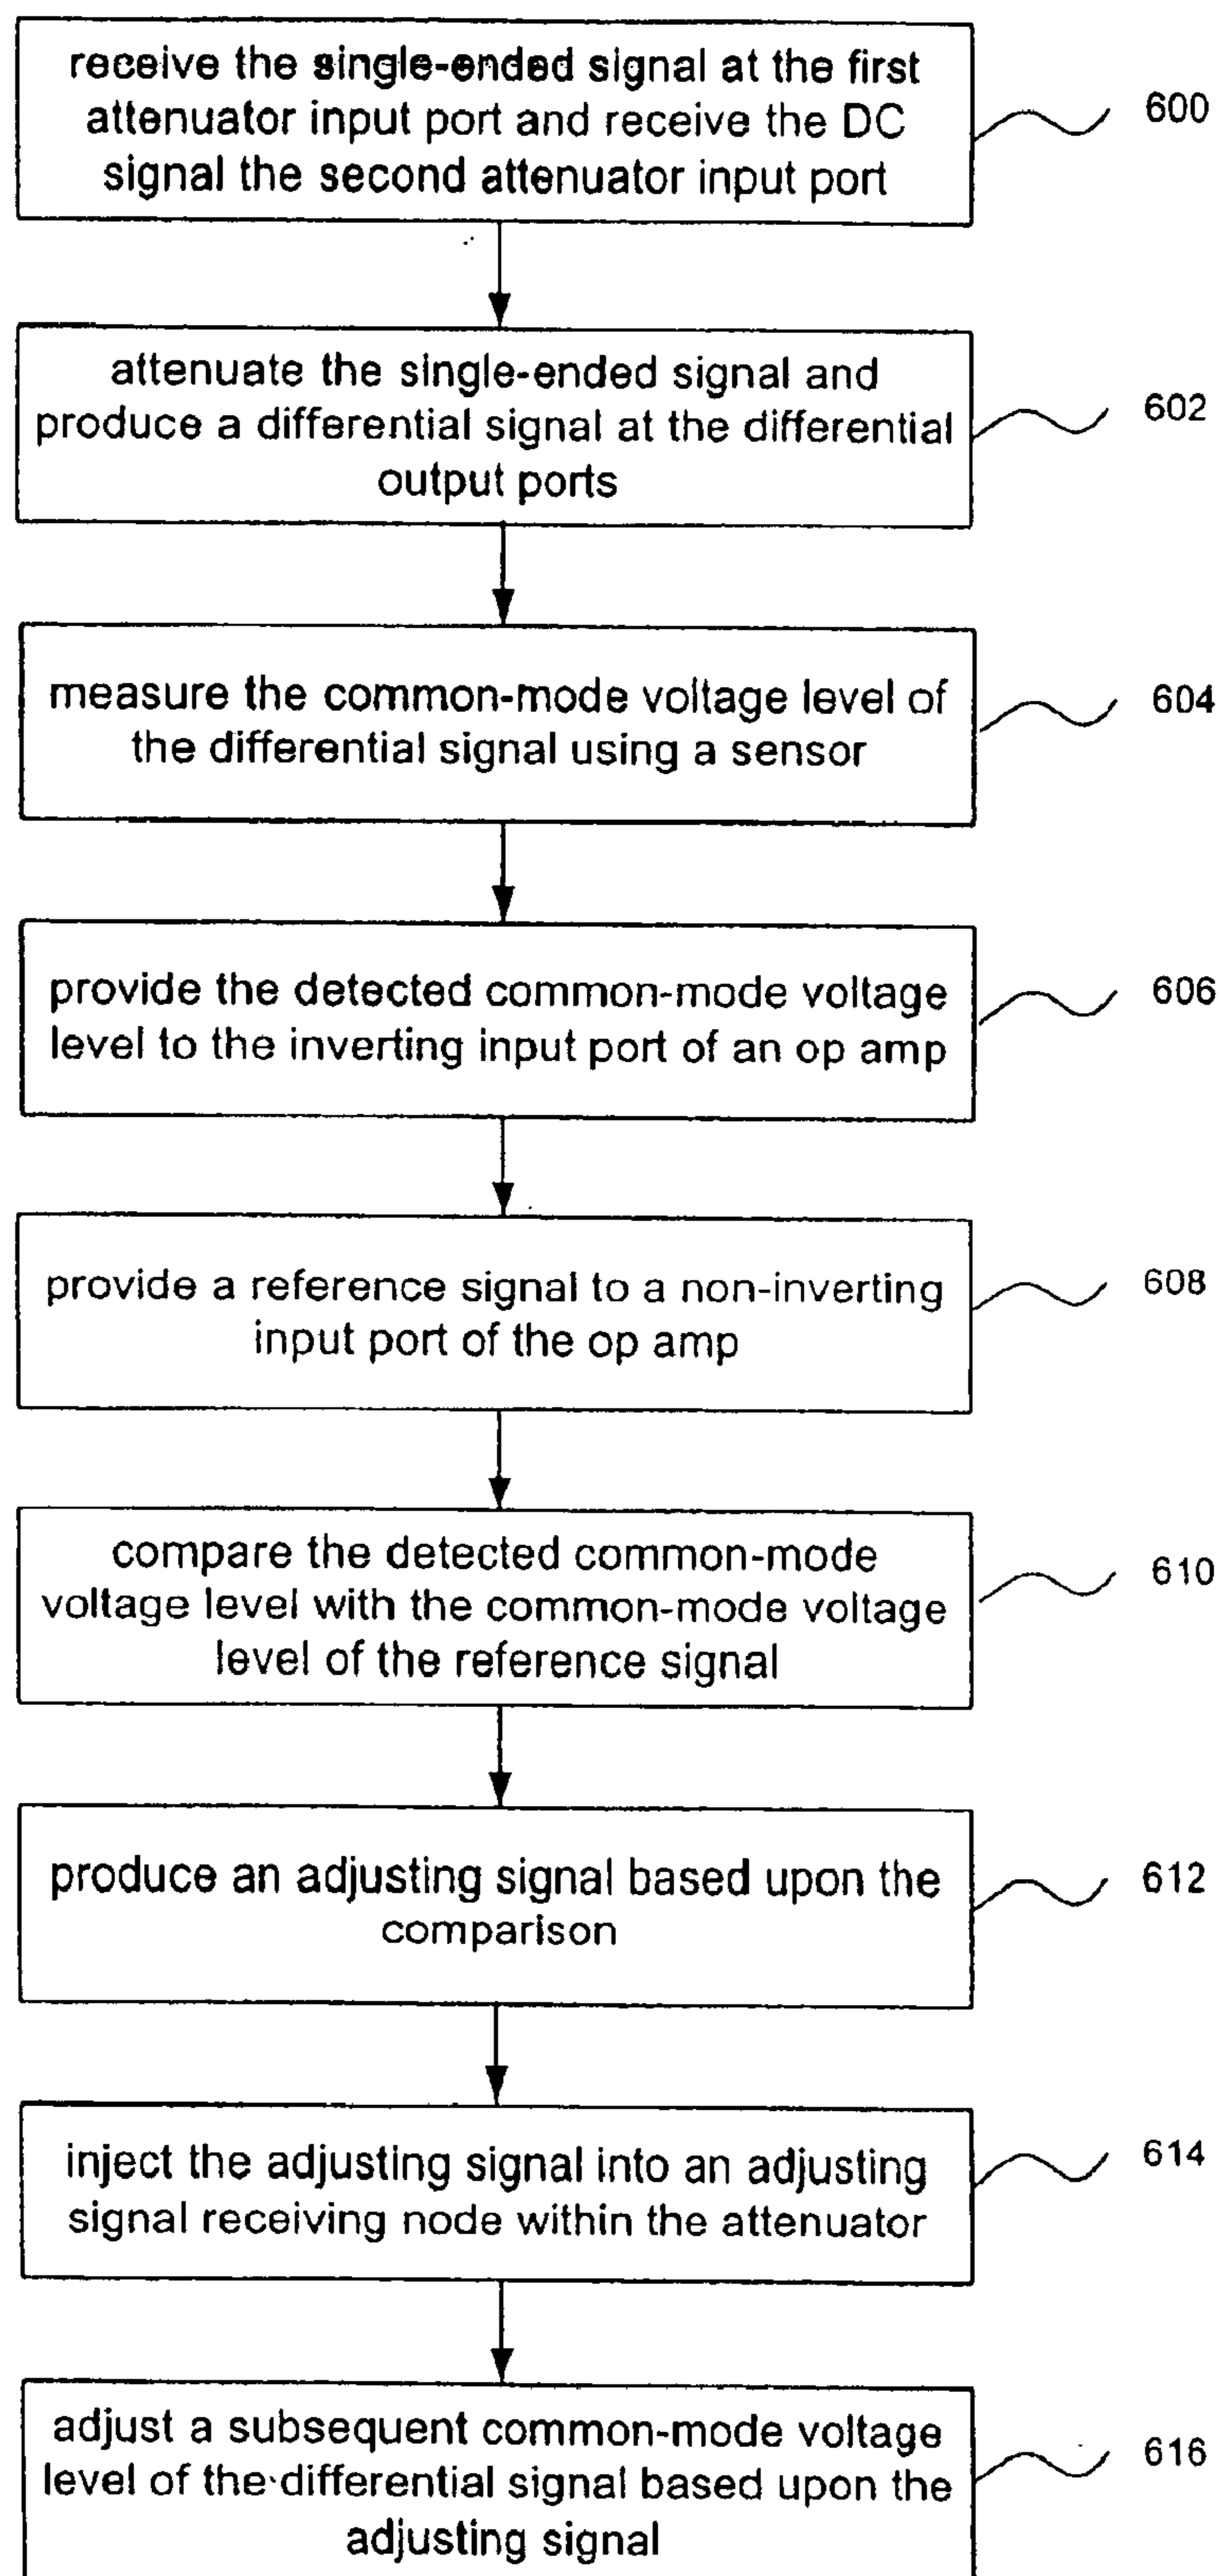 receive the single-ended signal at the first
attenuator input port and receive the DC
signal the second attenuator input port
600
attenuate the single-ended signal and
produce a differential signal at the differential
output ports
602
measure the common-mode voltage level of
the differential signal using a sensor
604
provide the detected common-mode voltage
level to the inverting input port of an op amp
606
provide a reference signal to a non-inverting
input port of the op amp
608
compare the detected common-mode
voltage level with the common-mode voltage
level of the reference signal
610
produce an adjusting signal based upon the
comparison
612
inject the adjusting signal into an adjusting
signal receiving node within the attenuator
614
adjust a subsequent common-mode voltage
level of the differential signal based upon the
adjusting signal
616